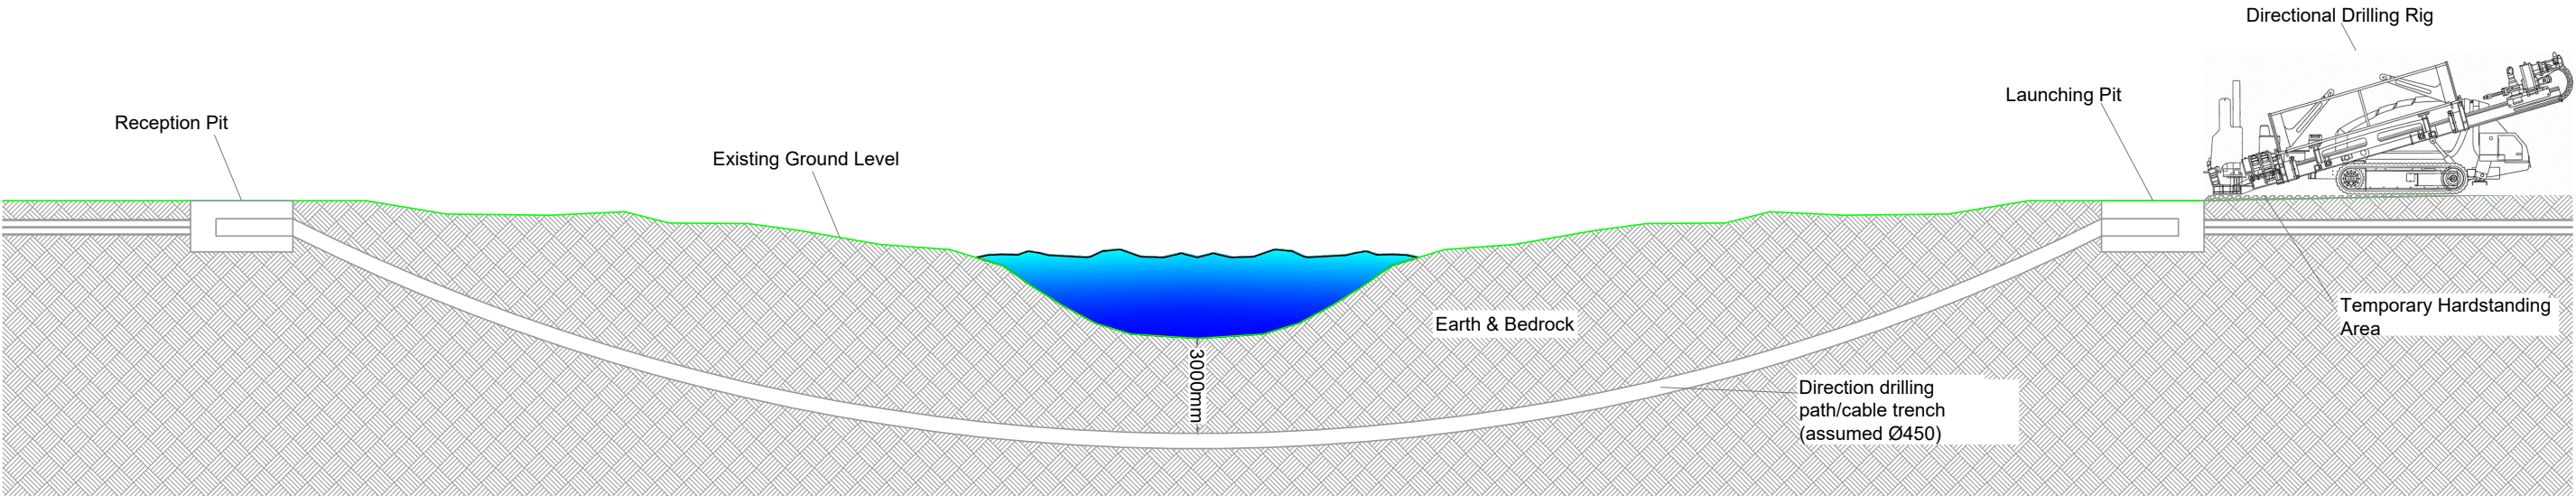 Directional Drilling Rig
Launching Pit
Reception Pit
Existing Ground Level
Temporary Hardstanding
Area
Earth & Bedrock
3000mm
Direction drilling
path/cable trench
(assumed Ø450)